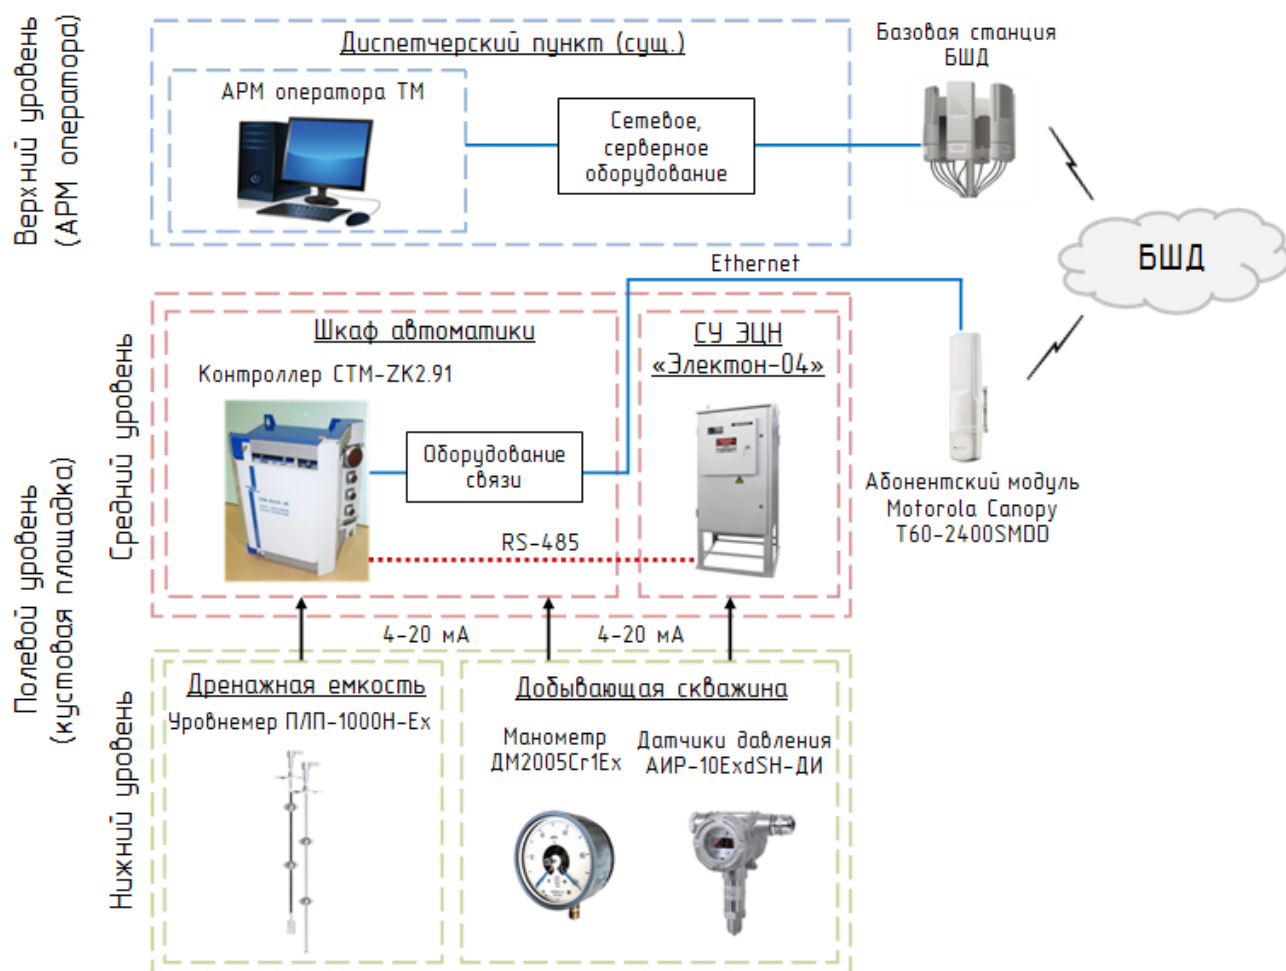 Верхний уровень
(АРМ оператора)
Диспетчерский пункт (сущ.)
АРМ оператора ТМ
Сетевое,
серверное
оборудование
Базовая станция
БШД
БШД
Ethernet
Полевой уровень
(кустовая площадка)
Средний уровень
Шкаф автоматики
Контроллер СТМ-ZK2.91
Оборудование
связи
RS-485
СУ ЭЦН
«Электон-04»
Абонентский модуль
Motorola Canopy
T60-2400SMDD
4-20 мА
4-20 мА
Нижний уровень
Дренажная емкость
Уровнемер ПЛП-1000Н-Ех
Добывающая скважина
Манометр
ДМ2005Cr1Ex
Датчики давления
АИР-10ExdSH-ДИ